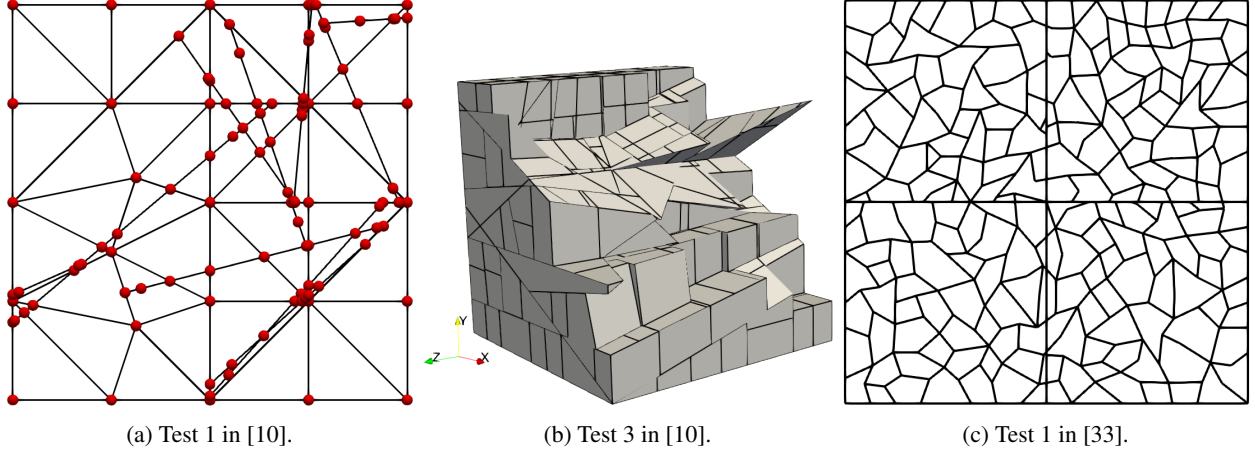 Y
Z
X
(a) Test 1 in [10].
(b) Test 3 in [10].
(c) Test 1 in [33].